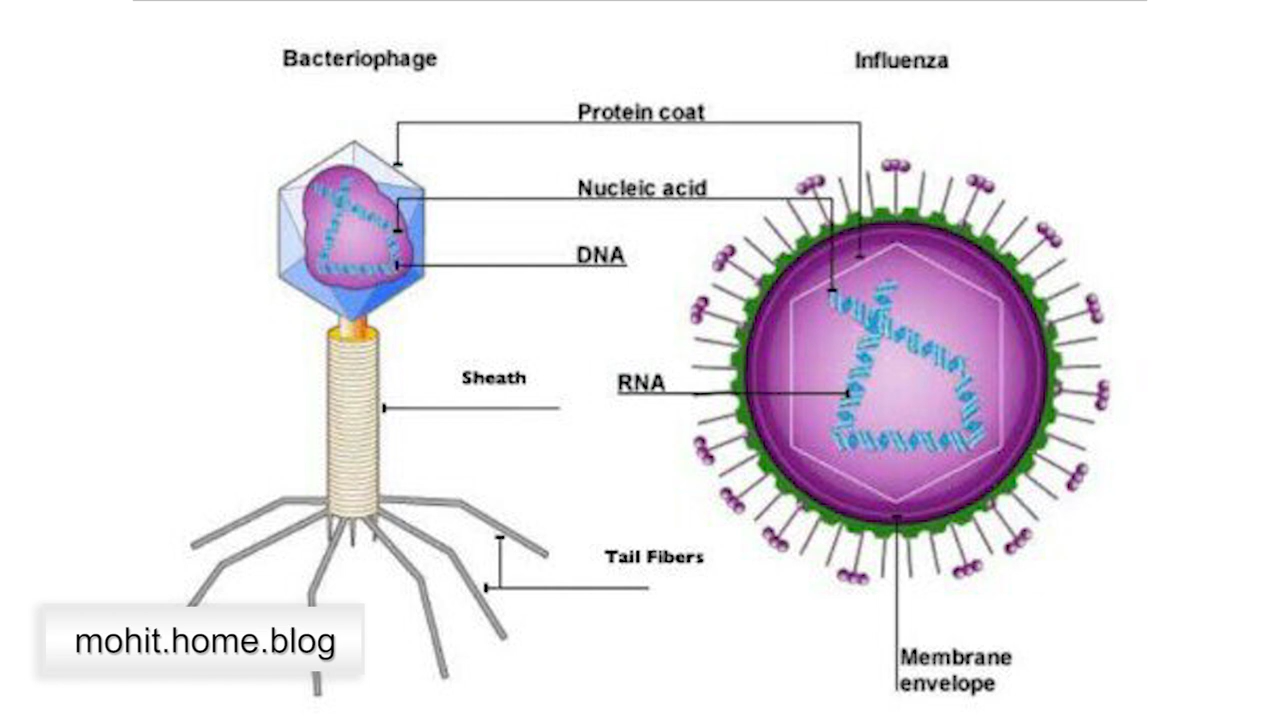 Bacteriophage
Influenza
Protein coat
Nucleic acid
DNA
Sheath
RNA
Tail Fibers
mohit.home.blog
Membrane
envelope